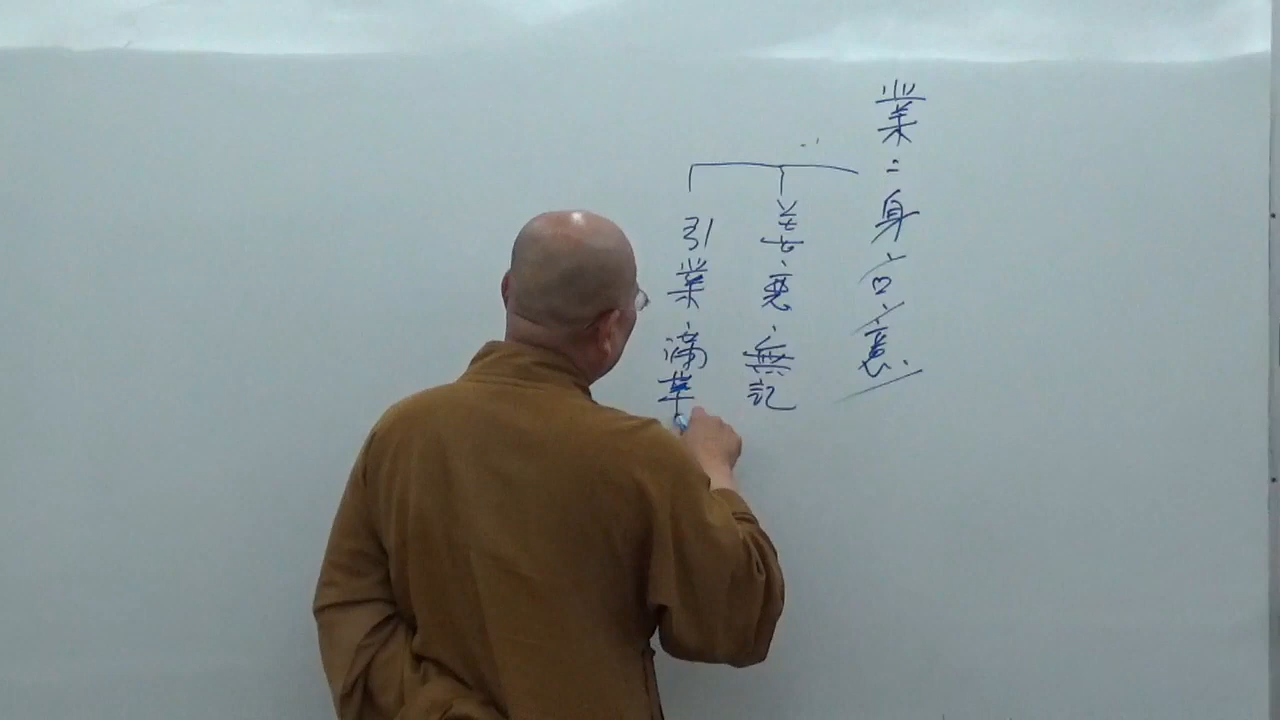 業：身、口、意
善、惡、無記
引業、滿業